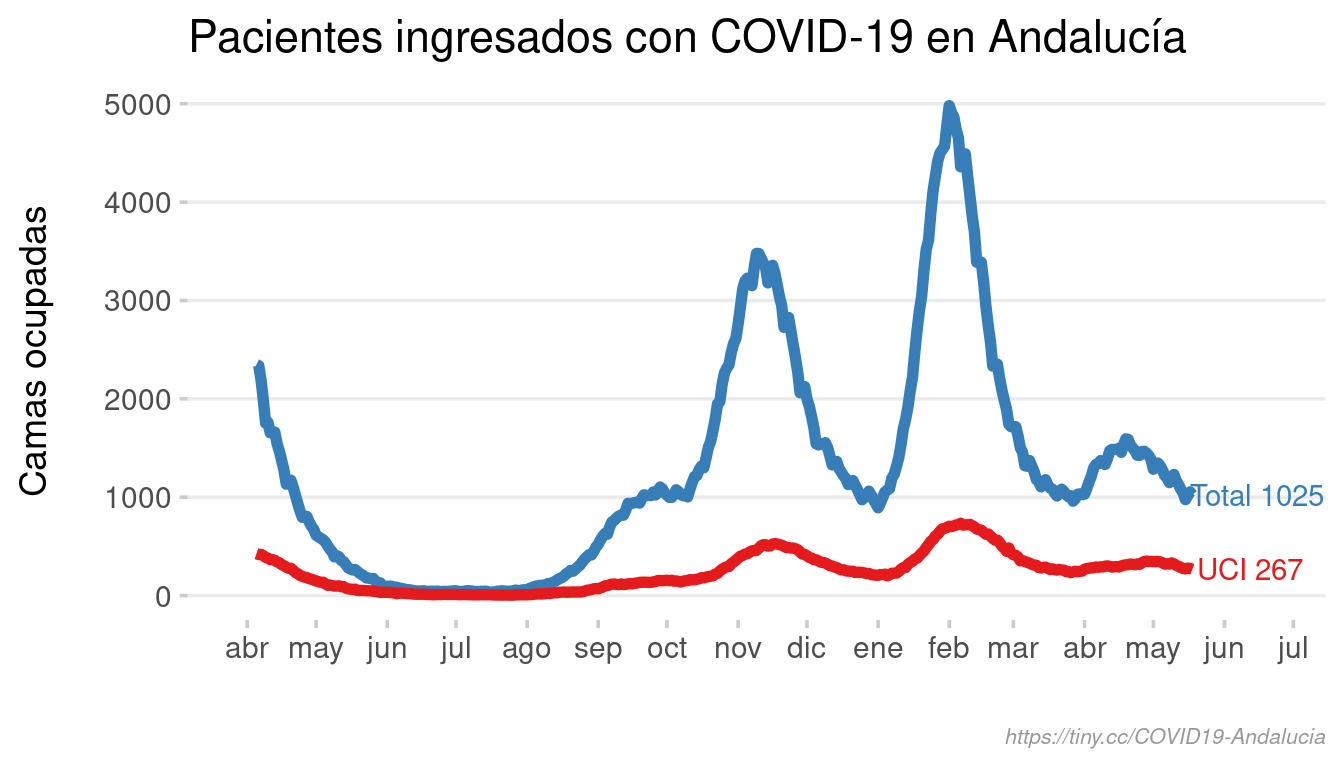 Pacientes ingresados con COVID-19 en Andalucía
Camas ocupadas
5000
4000
3000
2000
1000
0
Total 1025
UCI 267
abr may jun jul ago sep oct nov dic ene feb mar abr may jun jul
https://tiny.cc/COVID19-Andalucia